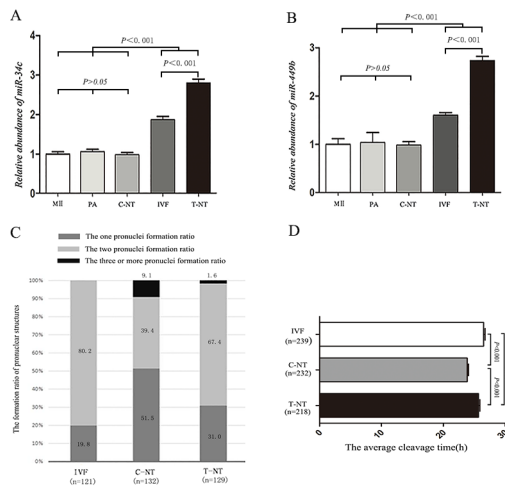 A
P<0.001
P<0.001
P>0.05
Relative abundance of miR-34c
4
3
2
1
0
MII
PA
C-NT
IVF
T-NT
B
P<0.001
P<0.001
P>0.05
Relative abundance of miR-449b
3
2
1
0
MII
PA
C-NT
IVF
T-NT
C
The one pronuclei formation ratio
The two pronuclei formation ratio
The three or more pronuclei formation ratio
The formation ratio of pronuclear structures
100%
90%
80%
70%
60%
50%
40%
30%
20%
10%
0%
9.1
1.6
80.2
39.4
67.4
19.8
51.5
31.0
IVF
(n=121)
C-NT
(n=132)
T-NT
(n=129)
D
IVF
(n=239)
C-NT
(n=232)
T-NT
(n=218)
P<0.001
P<0.001
0
10
20
30
The average cleavage time(h)